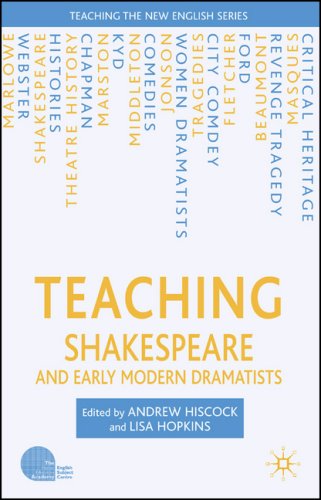 TEACHING THE NEW ENGLISH SERIES
MARLOWE
WEBSTER
SHAKESPEARE
HISTORIES
THEATRE HISTORY
CHAPMAN
MARSTON
KYD
MIDDLETON
COMEDIES
JONSON
WOMEN DRAMATISTS
TRAGEDIES
CITY COMDEY
FLETCHER
FORD
BEAUMONT
REVENGE TRAGEDY
MASQUES
CRITICAL HERITAGE
TEACHING
SHAKESPEARE
AND EARLY MODERN DRAMATISTS
Edited by ANDREW HISCOCK
and LISA HOPKINS
The
Academy
English
Subject
Centre